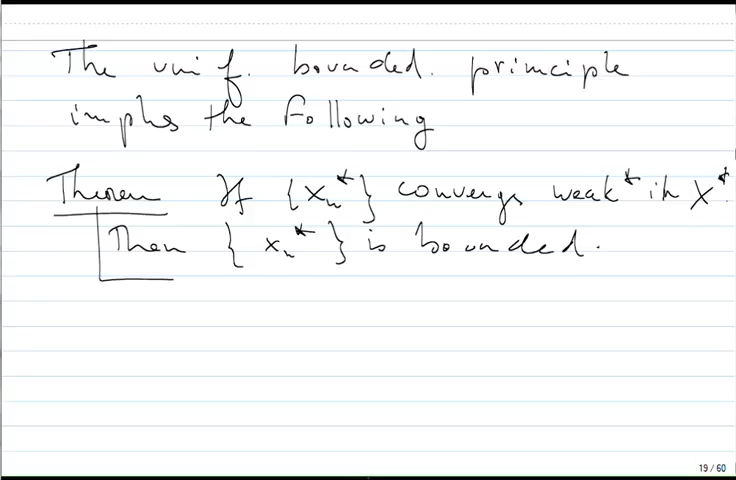 The unif. bounded. principle
implies the following
Theorem If {xₙ*} converges weak* in X*.
Then {xₙ*} is bounded.
19 / 60